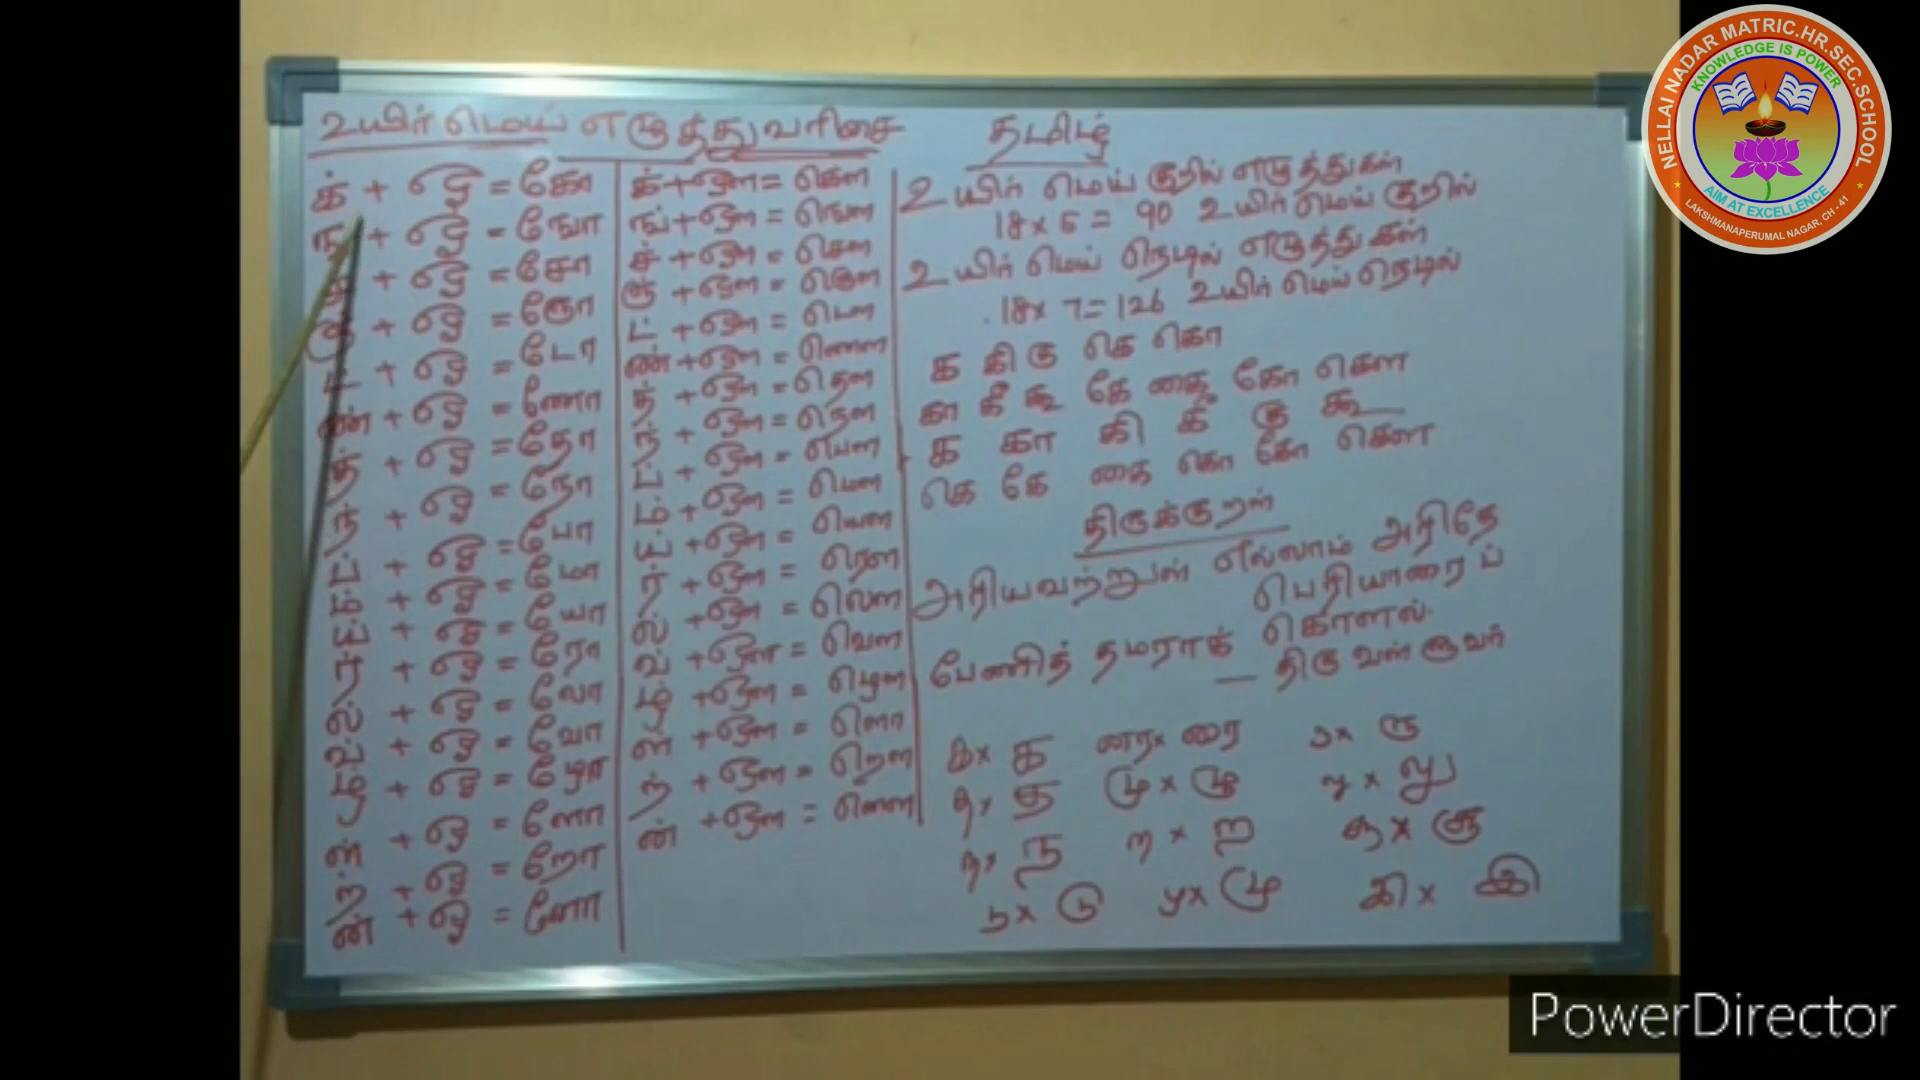 உயிர் மெய் எழுத்து வரிசை
தமிழ்
க் + ஓ = கோ
ங் + ஓ = ஙோ
+ ஓ = சோ
+ ஓ = ஞோ
ட் + ஓ = டோ
ண் + ஓ = ணோ
த் + ஓ = தோ
ந் + ஓ = நோ
ப் + ஓ = போ
ம் + ஓ = மோ
ய் + ஓ = யோ
ர் + ஓ = ரோ
ல் + ஓ = லோ
வ் + ஓ = வோ
ழ் + ஓ = ழோ
ள் + ஓ = ளோ
ற் + ஓ = றோ
ன் + ஓ = னோ
க் + ஔ = கௌ
ங் + ஔ = ஙௌ
ச் + ஔ = சௌ
ஞ் + ஔ = ஞௌ
ட் + ஔ = டௌ
ண் + ஔ = ணௌ
த் + ஔ = தௌ
ந் + ஔ = நௌ
ப் + ஔ = பௌ
ம் + ஔ = மௌ
ய் + ஔ = யௌ
ர் + ஔ = ரௌ
ல் + ஔ = லௌ
வ் + ஔ = வௌ
ழ் + ஔ = ழௌ
ள் + ஔ = ளௌ
ற் + ஔ = றௌ
ன் + ஔ = னௌ
உயிர் மெய் குறில் எழுத்துகள்
18 x 5 = 90 உயிர் மெய் குறில்
உயிர் மெய் நெடில் எழுத்துகள்
18 x 7 = 126 உயிர் மெய் நெடில்
க கி கு கெ கொ
கா கீ கூ கே கை கோ கௌ
க கா கி கீ கு கூ
கெ கே கை கொ கோ கௌ
திருக்குறள்
அரியவற்றுள் எல்லாம் அரிதே
பெரியாரைப்
பேணித் தமராக் கொளல்.
— திருவள்ளுவர்
NELLAI NADAR MATRIC.HR.SEC.SCHOOL
KNOWLEDGE IS POWER
AIM AT EXCELLENCE
LAKSHMANAPERUMAL NAGAR, CH - 41
PowerDirector